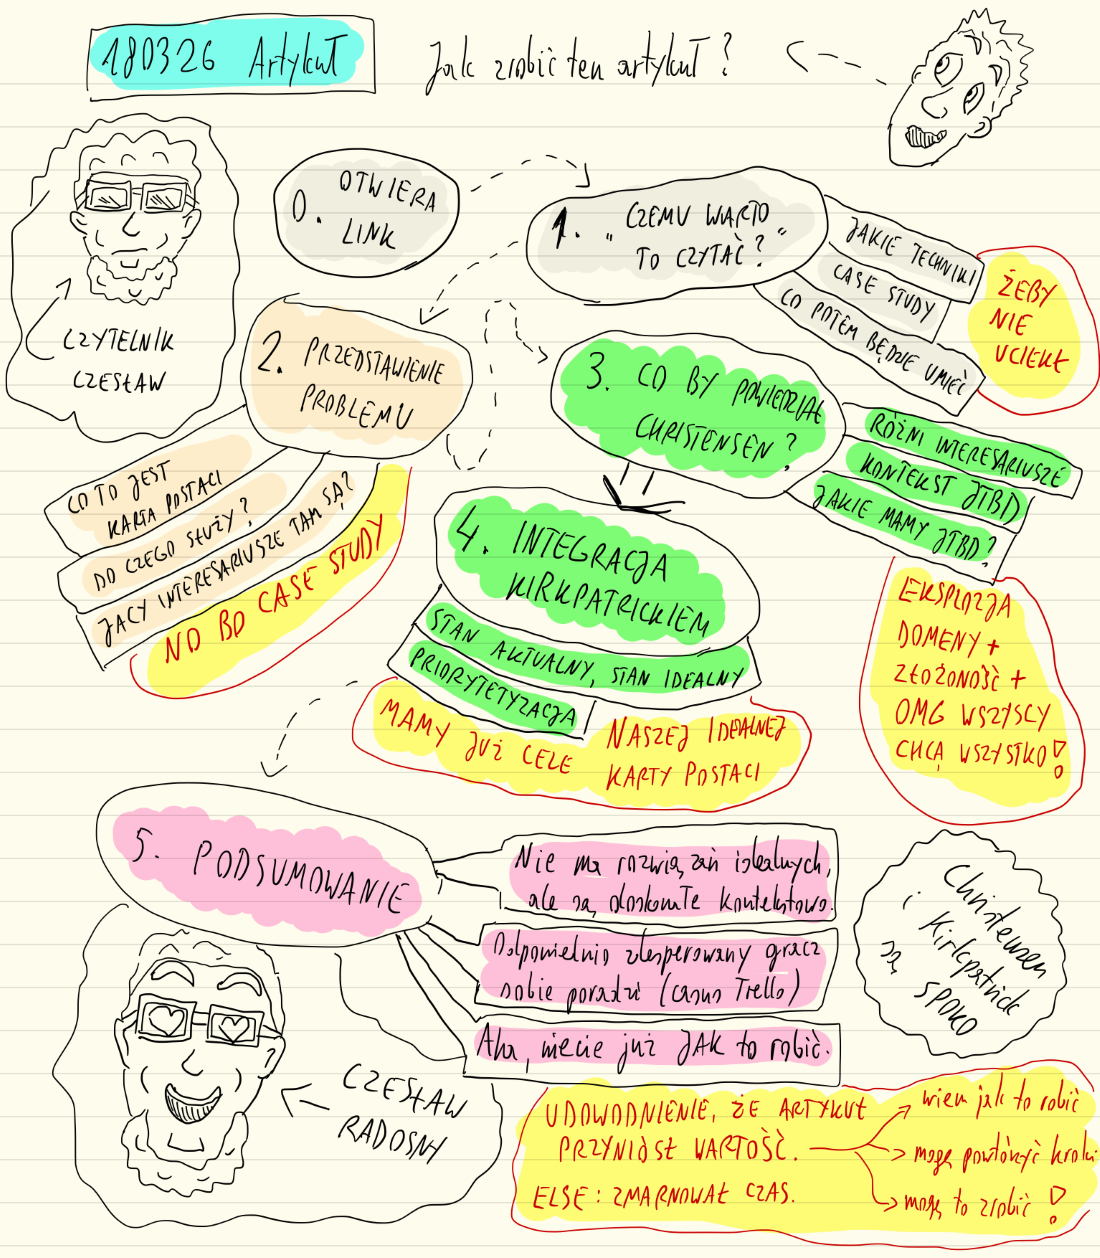 180326 Artykuł
Jak zrobić ten artykuł?
CZYTELNIK
CZESŁAW
0. OTWIERA
LINK
1. "CZEMU WARTO
TO CZYTAĆ?"
JAKIE TECHNIKI
CASE STUDY
CO POTEM BĘDZIE UMIEĆ
ŻEBY
NIE
UCIEKŁ
2. PRZEDSTAWIENIE
PROBLEMU
CO TO JEST
KARTA POSTACI
DO CZEGO SŁUŻY?
JACY INTERESARIUSZE TAM SĄ?
NO BO CASE STUDY
3. CO BY POWIEDZIAŁ
CHRISTENSEN?
RÓŻNI INTERESARIUSZE
KONTEKST JTBD
JAKIE MAMY JTBD?
EKSPLOZJA
DOMENY +
ZŁOŻONOŚĆ +
OMG WSZYSCY
CHCĄ WSZYSTKO!
4. INTEGRACJA
KIRKPATRICKIEM
STAN AKTUALNY, STAN IDEALNY
PRIORYTETYZACJA
MAMY JUŻ CELE
NASZEJ IDEALNEJ
KARTY POSTACI
5. PODSUMOWANIE
Nie ma rozwiązań idealnych,
ale są doskonałe kontekstowo.
Odpowiednio zdesperowany gracz
sobie poradzi (casus Trello)
Aha, wiecie już JAK to robić.
Christensen
i Kirkpatrick
są SPOKO
CZESŁAW
RADOSNY
UDOWODNIENIE, ŻE ARTYKUŁ
PRZYNIÓSŁ WARTOŚĆ.
ELSE: ZMARNOWAŁ CZAS.
wiem jak to robić
mogę powtórzyć kroki
mogę to zrobić!